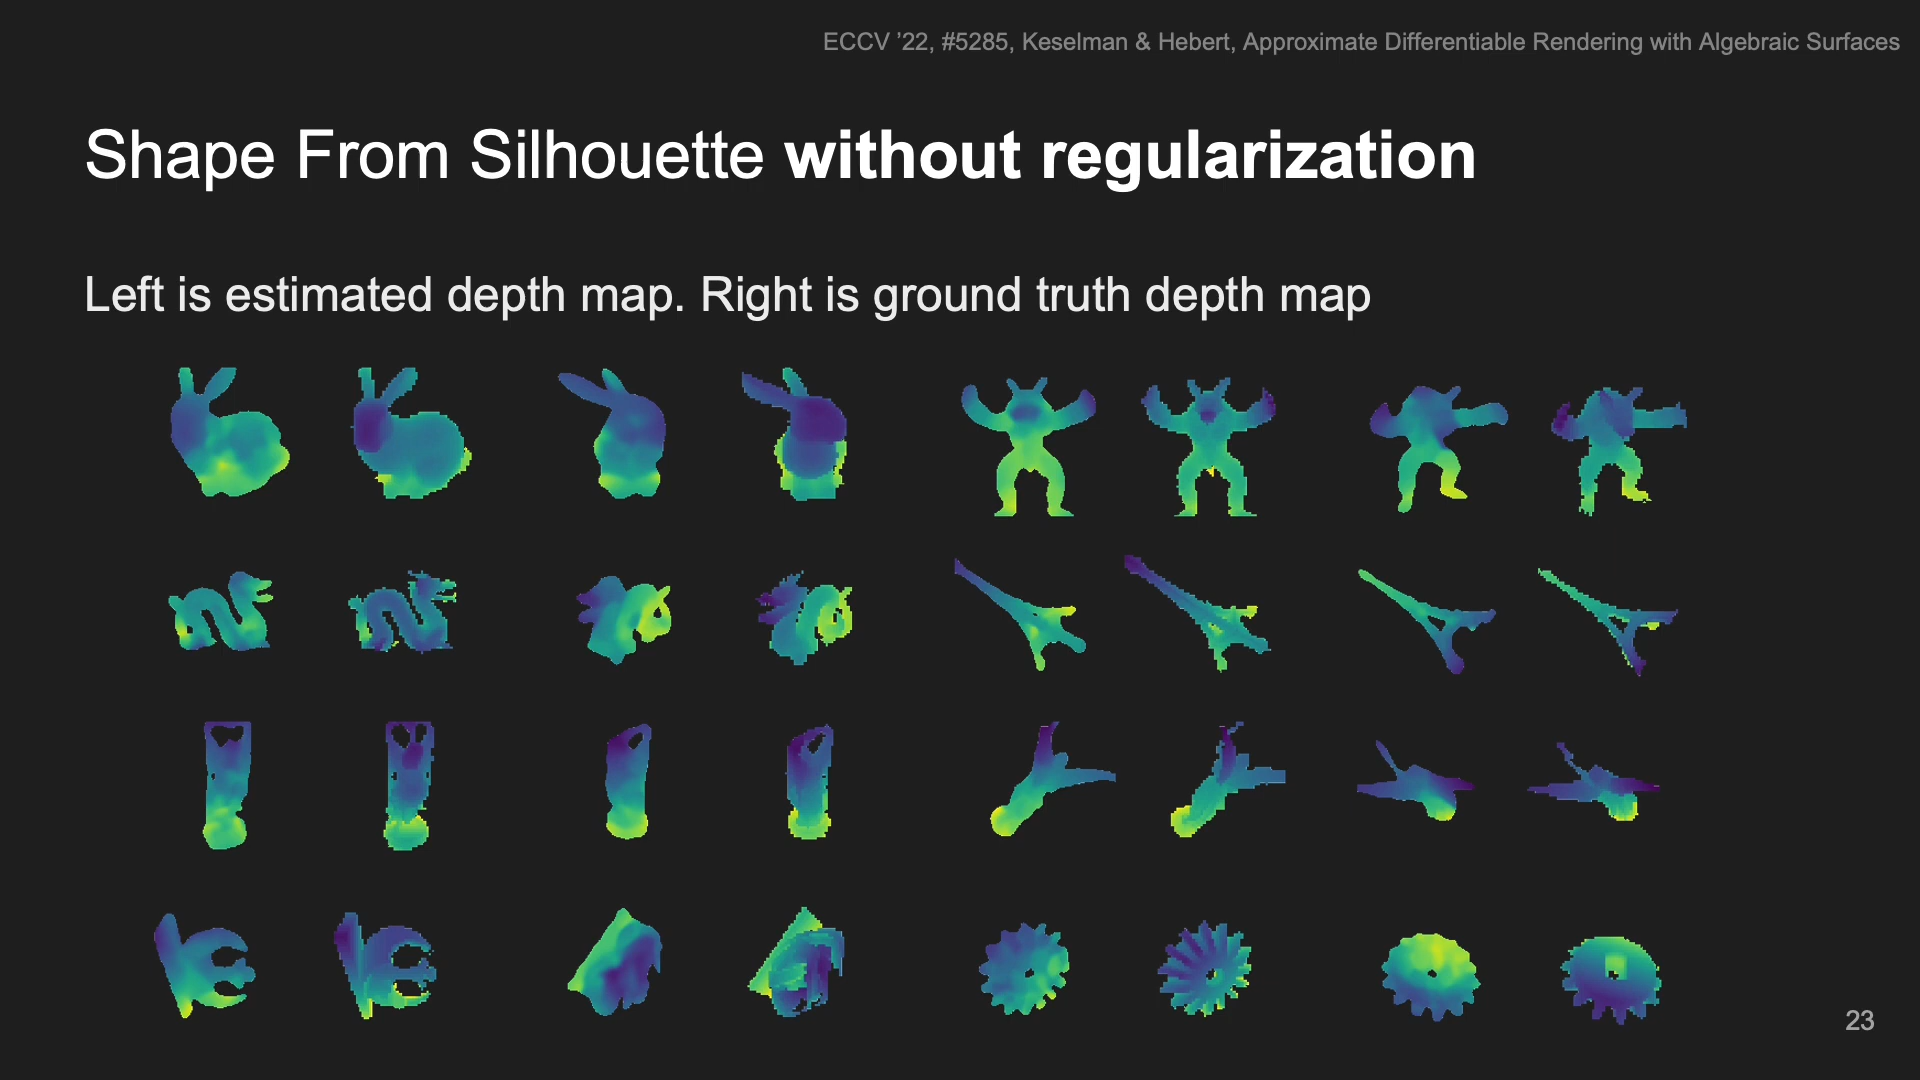 ECCV ’22, #5285, Keselman & Hebert, Approximate Differentiable Rendering with Algebraic Surfaces
Shape From Silhouette without regularization
Left is estimated depth map. Right is ground truth depth map
23